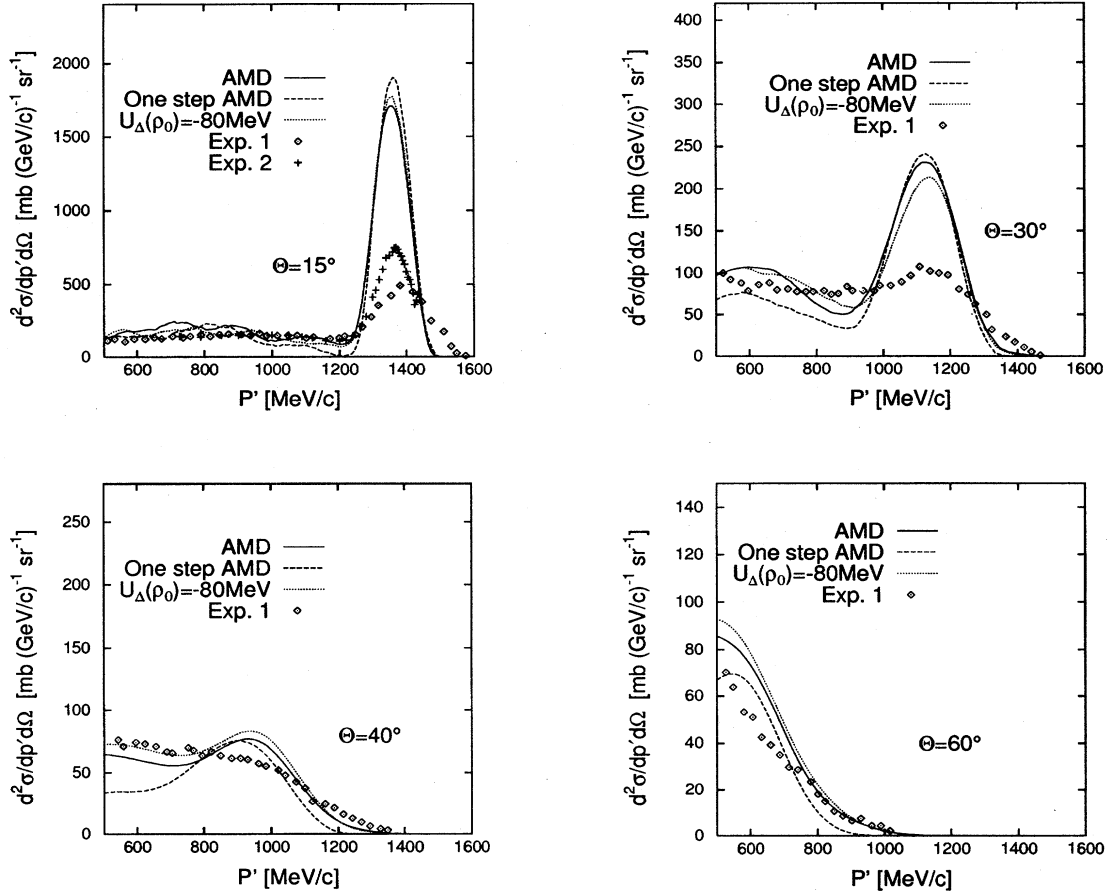 d²σ/dp'dΩ [mb (GeV/c)⁻¹ sr⁻¹]
2000
1500
1000
500
0
AMD
One step AMD
U_Δ(ρ₀)=-80MeV
Exp. 1
Exp. 2
Θ=15°
600 800 1000 1200 1400 1600
P' [MeV/c]
d²σ/dp'dΩ [mb (GeV/c)⁻¹ sr⁻¹]
400
350
300
250
200
150
100
50
0
AMD
One step AMD
U_Δ(ρ₀)=-80MeV
Exp. 1
Θ=30°
600 800 1000 1200 1400 1600
P' [MeV/c]
d²σ/dp'dΩ [mb (GeV/c)⁻¹ sr⁻¹]
250
200
150
100
50
0
AMD
One step AMD
U_Δ(ρ₀)=-80MeV
Exp. 1
Θ=40°
600 800 1000 1200 1400 1600
P' [MeV/c]
d²σ/dp'dΩ [mb (GeV/c)⁻¹ sr⁻¹]
140
120
100
80
60
40
20
0
AMD
One step AMD
U_Δ(ρ₀)=-80MeV
Exp. 1
Θ=60°
600 800 1000 1200 1400 1600
P' [MeV/c]